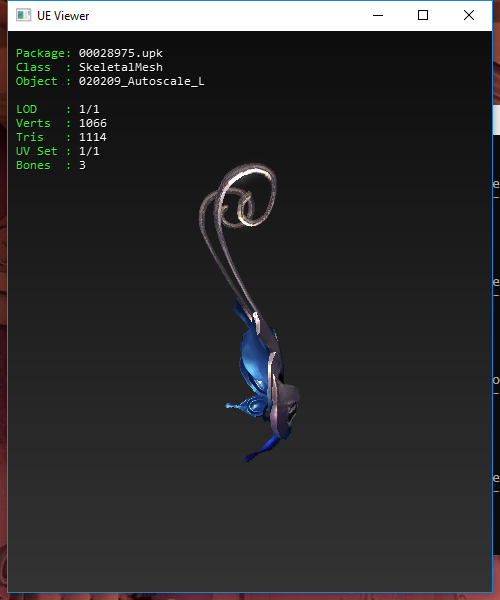 UE Viewer
Package: 00028975.upk
Class : SkeletalMesh
Object : 020209_Autoscale_L
LOD : 1/1
Verts : 1066
Tris : 1114
UV Set : 1/1
Bones : 3